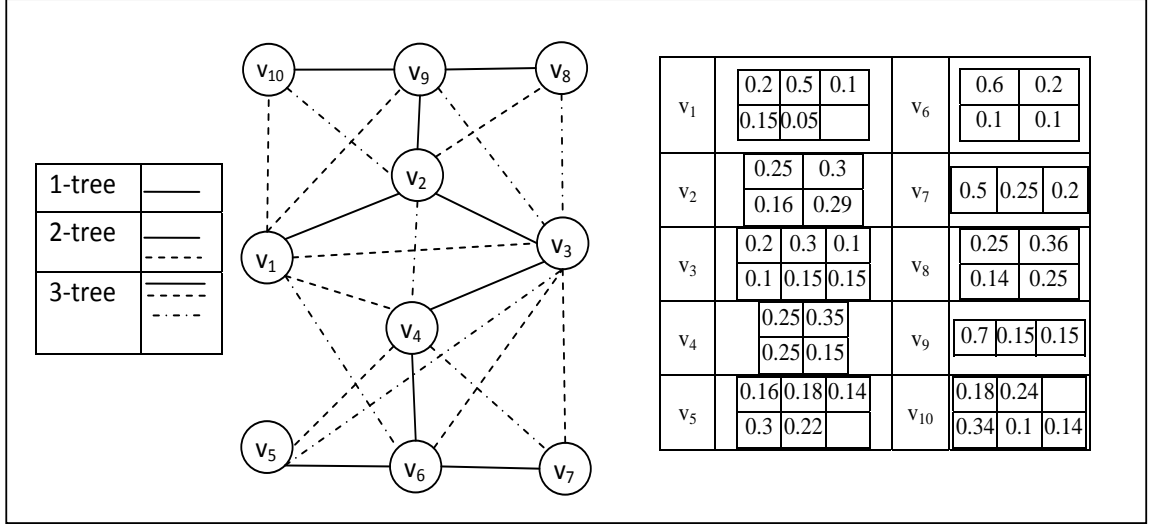 1-tree
2-tree
3-tree
v10
v9
v8
v2
v1
v3
v4
v5
v6
v7
v1 0.2 0.5 0.1 v6 0.6 0.2
0.15 0.05 0.1 0.1
v2 0.25 0.3 v7 0.5 0.25 0.2
0.16 0.29
v3 0.2 0.3 0.1 v8 0.25 0.36
0.1 0.15 0.15 0.14 0.25
v4 0.25 0.35 v9 0.7 0.15 0.15
0.25 0.15
v5 0.16 0.18 0.14 v10 0.18 0.24
0.3 0.22 0.34 0.1 0.14